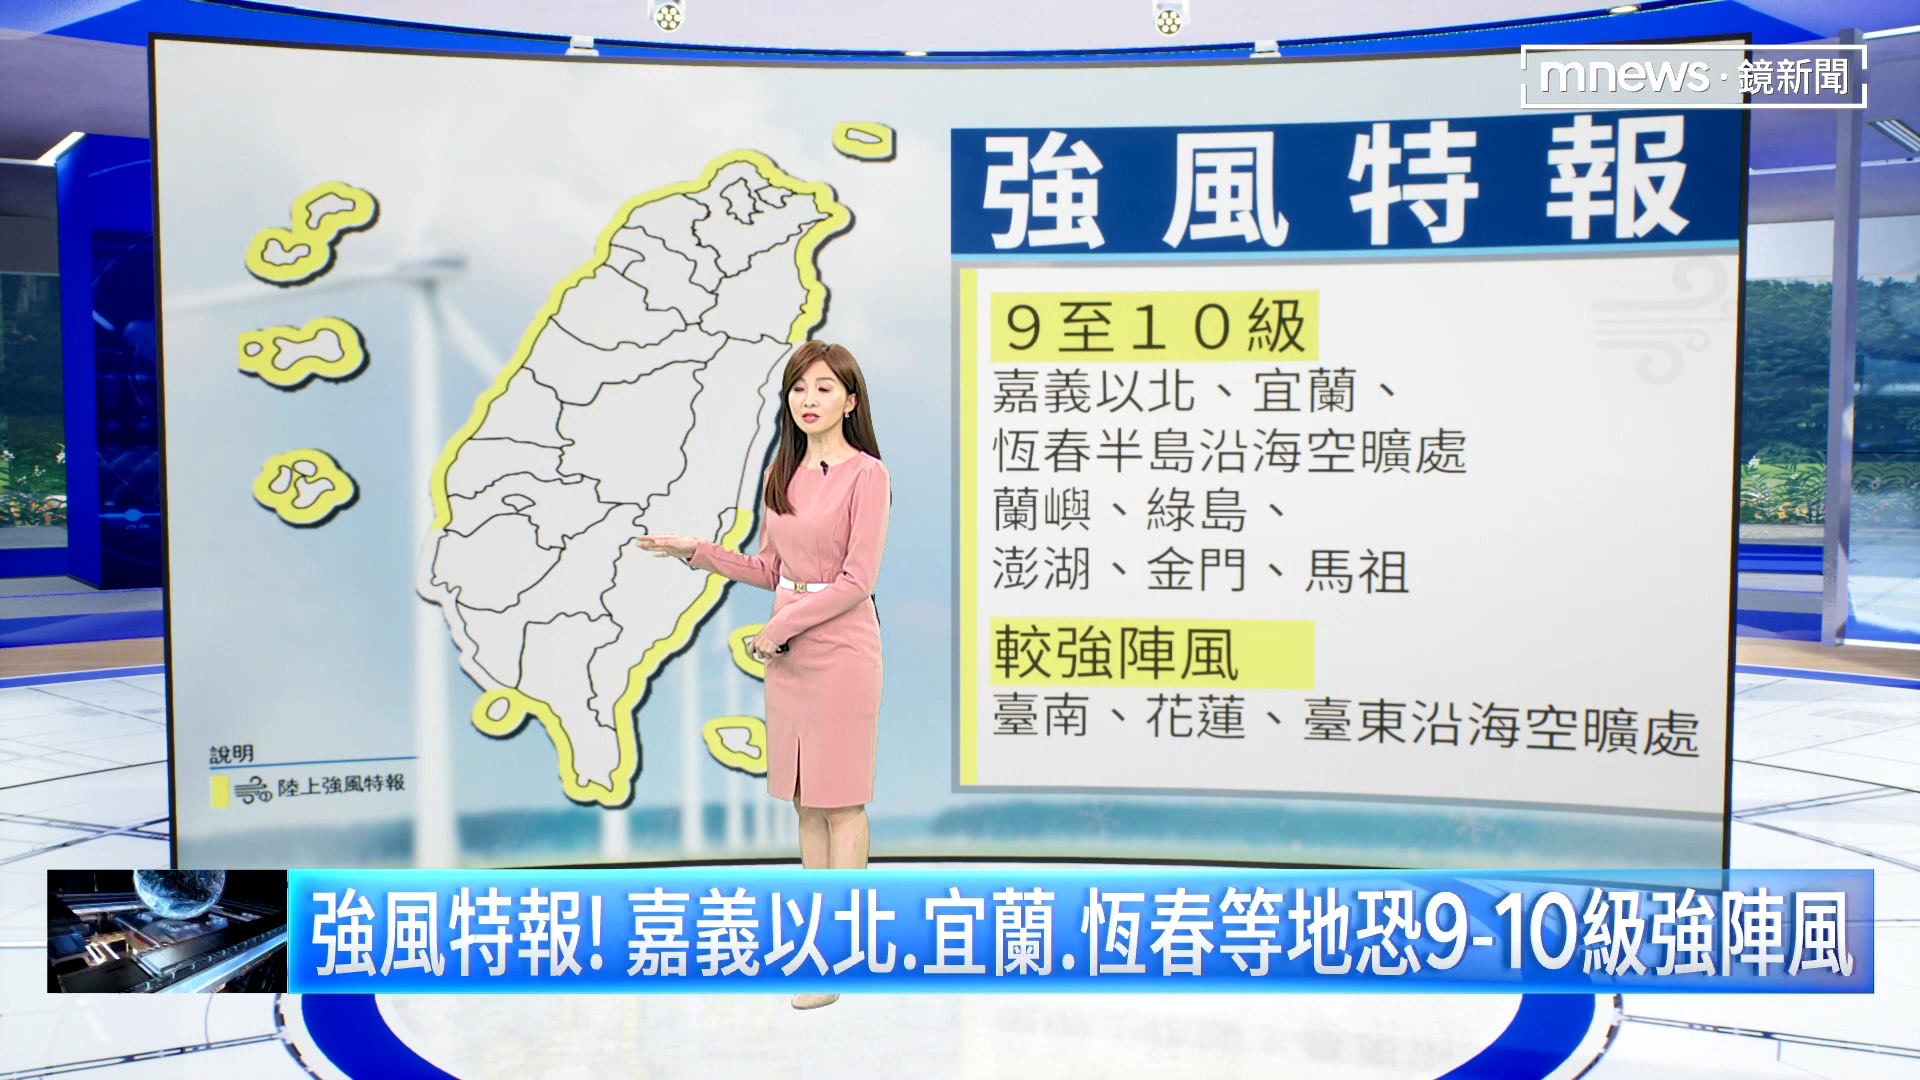 mnews·鏡新聞
強風特報
9至10級
嘉義以北、宜蘭、
恆春半島沿海空曠處
蘭嶼、綠島、
澎湖、金門、馬祖
較強陣風
臺南、花蓮、臺東沿海空曠處
說明
陸上強風特報
強風特報! 嘉義以北.宜蘭.恆春等地恐9-10級強陣風